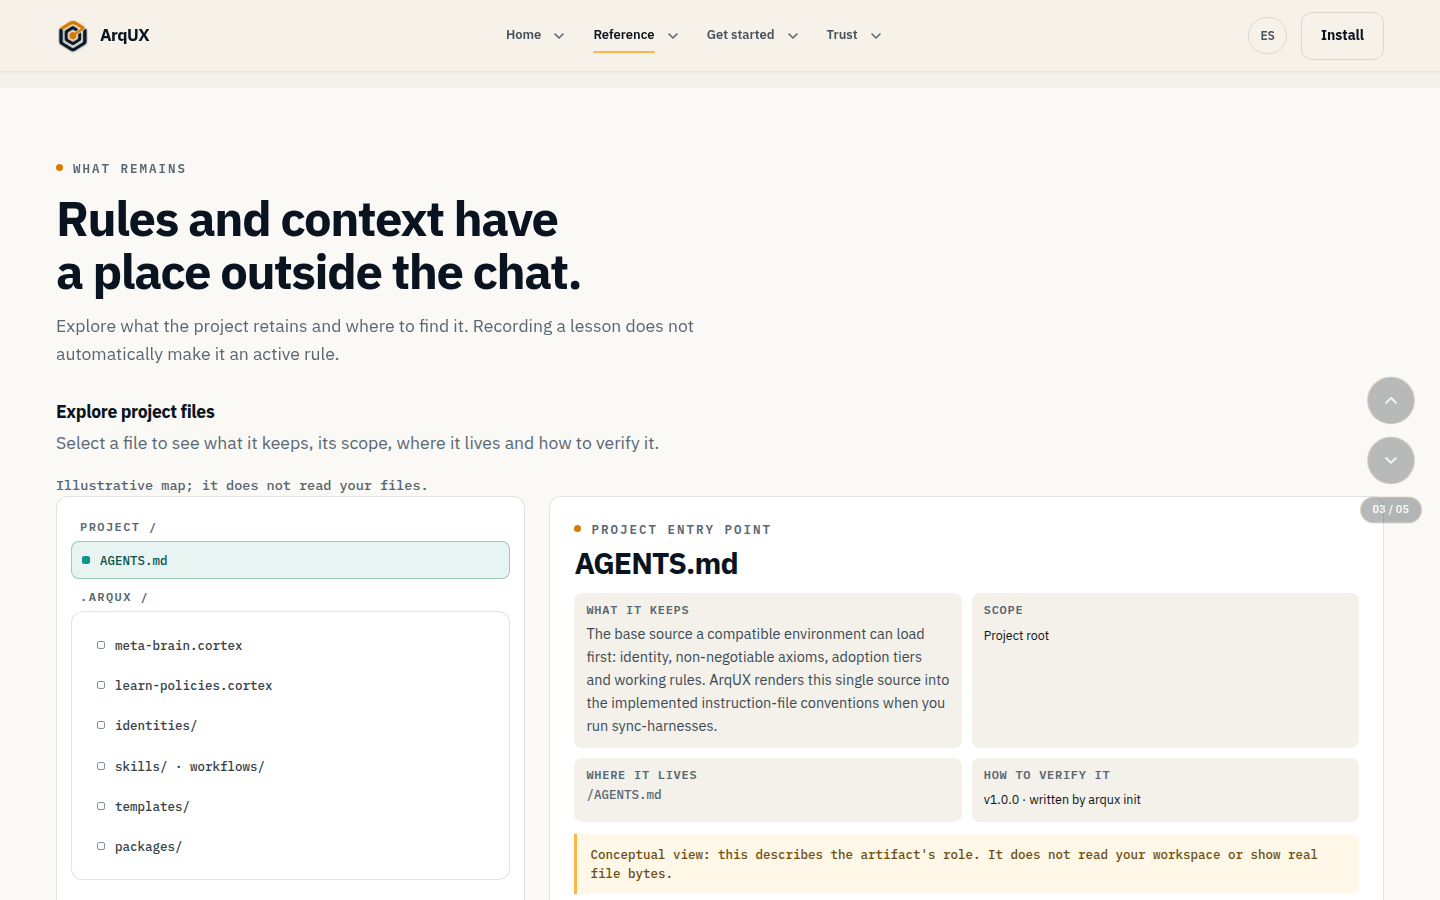 ArqUX
Home
Reference
Get started
Trust
ES
Install
WHAT REMAINS
Rules and context have
a place outside the chat.
Explore what the project retains and where to find it. Recording a lesson does not
automatically make it an active rule.
Explore project files
Select a file to see what it keeps, its scope, where it lives and how to verify it.
Illustrative map; it does not read your files.
PROJECT /
AGENTS.md
.ARQUX /
meta-brain.cortex
learn-policies.cortex
identities/
skills/ · workflows/
templates/
packages/
PROJECT ENTRY POINT
AGENTS.md
WHAT IT KEEPS
The base source a compatible environment can load
first: identity, non-negotiable axioms, adoption tiers
and working rules. ArqUX renders this single source into
the implemented instruction-file conventions when you
run sync-harnesses.
SCOPE
Project root
WHERE IT LIVES
/AGENTS.md
HOW TO VERIFY IT
v1.0.0 · written by arqux init
Conceptual view: this describes the artifact's role. It does not read your workspace or show real
file bytes.
03 / 05